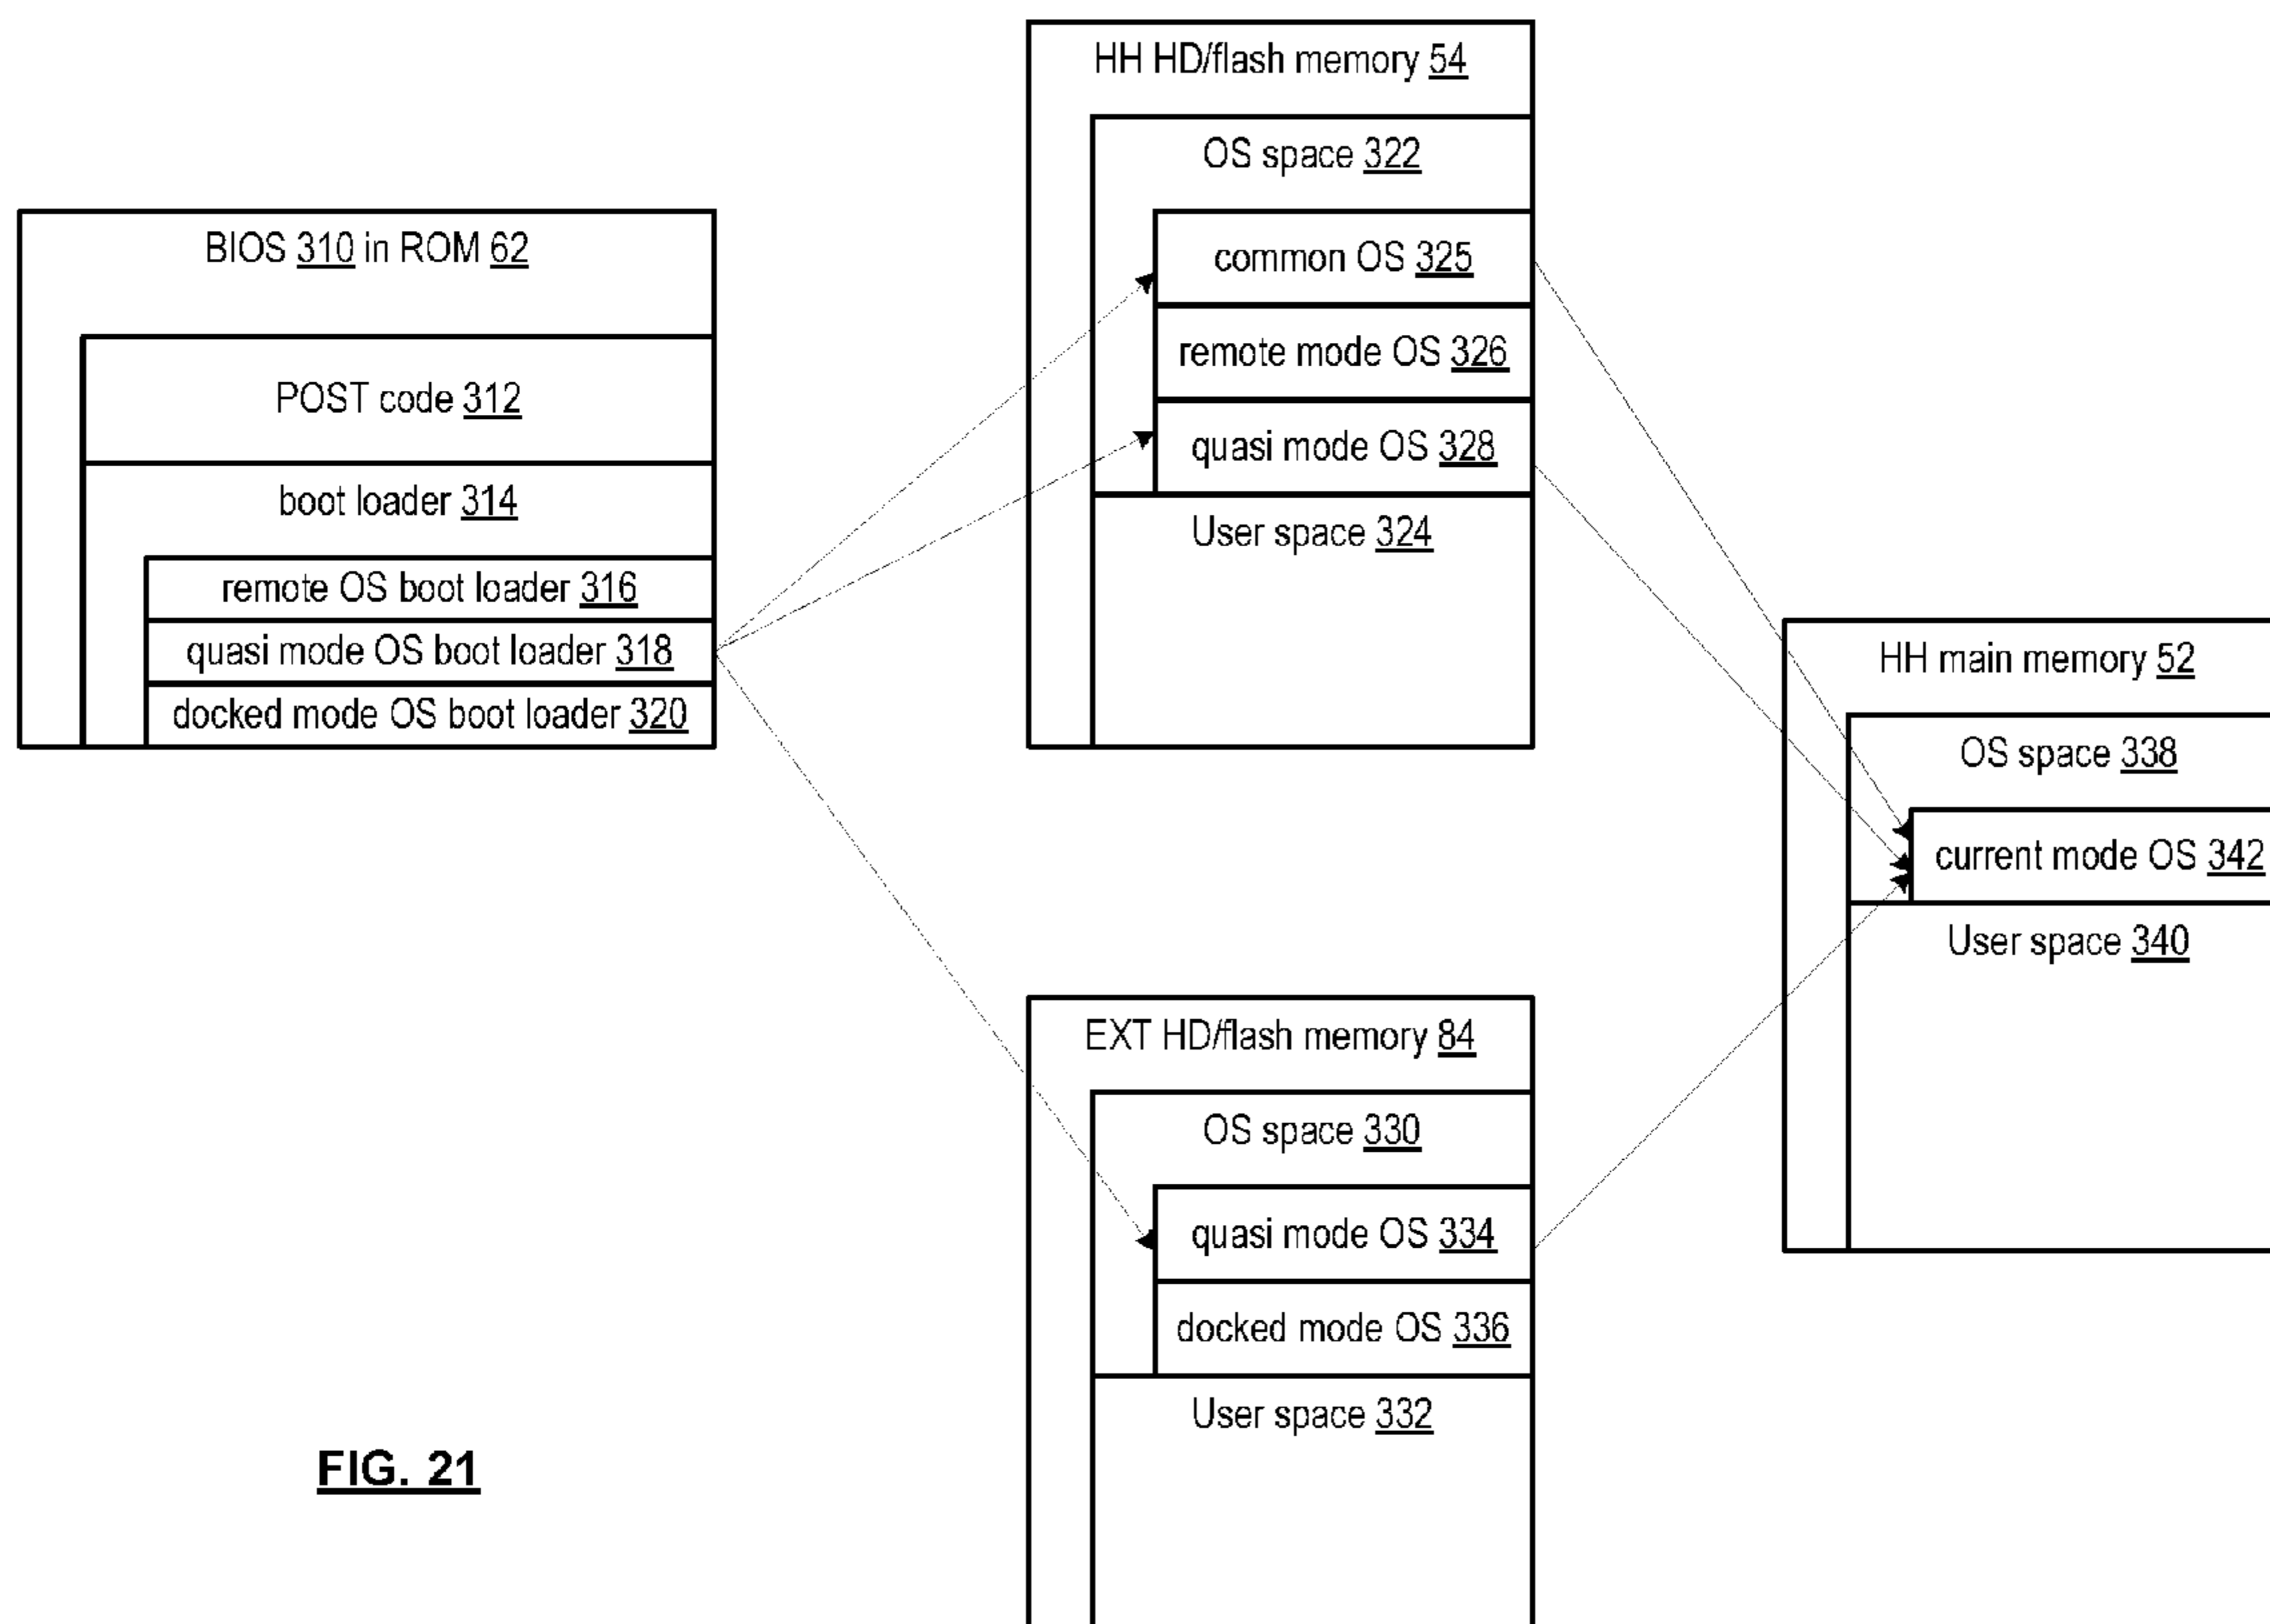 BIOS 310 in ROM 62
POST code 312
boot loader 314
remote OS boot loader 316
quasi mode OS boot loader 318
docked mode OS boot loader 320
HH HD/flash memory 54
OS space 322
common OS 325
remote mode OS 326
quasi mode OS 328
User space 324
EXT HD/flash memory 84
OS space 330
quasi mode OS 334
docked mode OS 336
User space 332
HH main memory 52
OS space 338
current mode OS 342
User space 340
FIG. 21